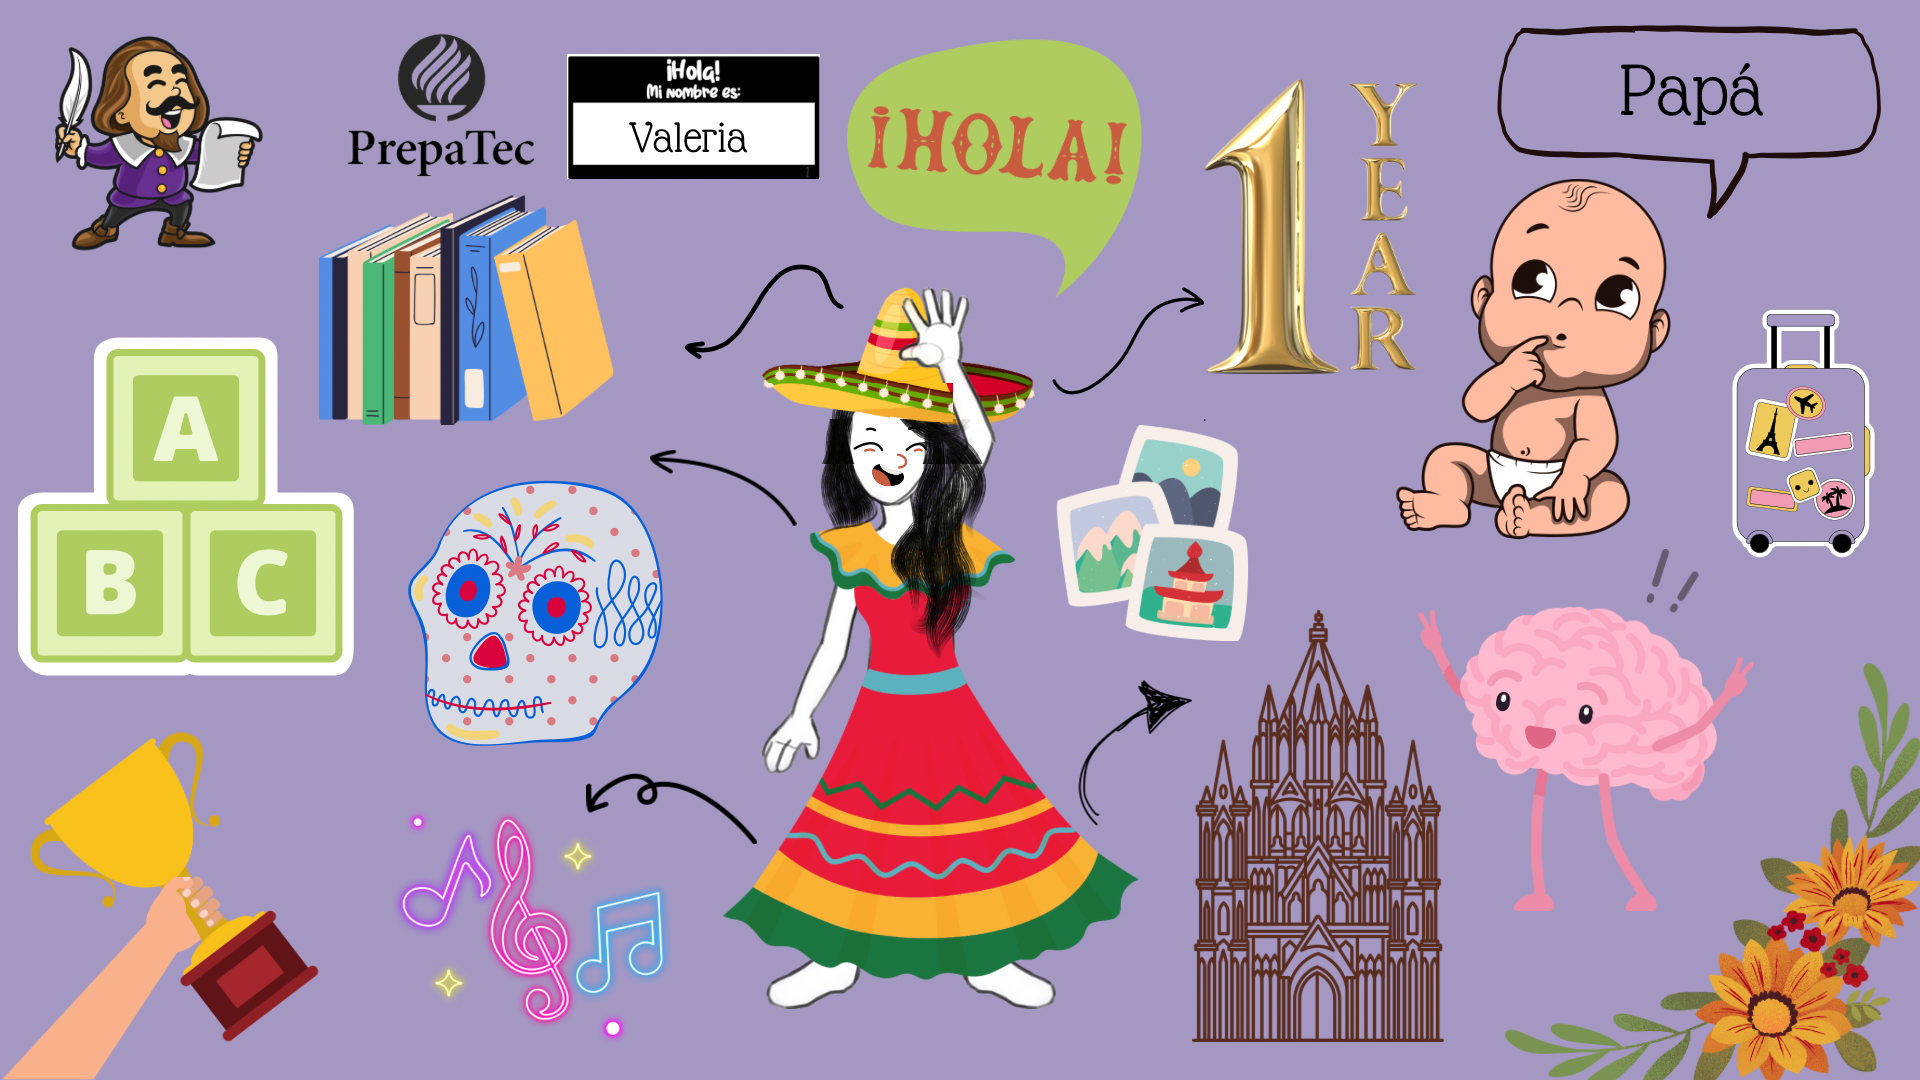 PrepaTec
¡Hola!
Mi nombre es:
Valeria
¡HOLA!
1
YEAR
Papá
A
B C